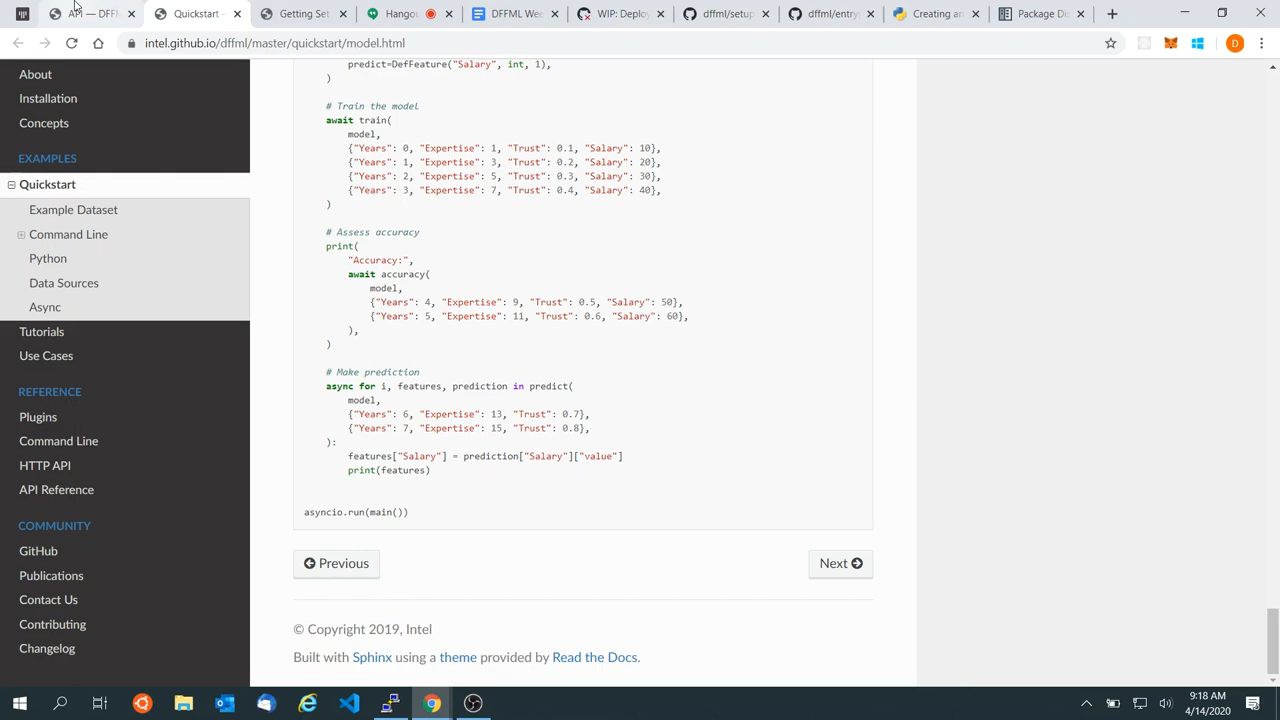 API — DFFM
Quickstart —
Getting Set
Hangou
DFFML Wee
WIP: Deploy
dffml/setup
dffml/entry
Creating an
Package Dis
intel.github.io/dffml/master/quickstart/model.html
D
About
Installation
Concepts
EXAMPLES
Quickstart
Example Dataset
Command Line
Python
Data Sources
Async
Tutorials
Use Cases
REFERENCE
Plugins
Command Line
HTTP API
API Reference
COMMUNITY
GitHub
Publications
Contact Us
Contributing
Changelog
predict=DefFeature("Salary", int, 1),
)
# Train the model
await train(
model,
{"Years": 0, "Expertise": 1, "Trust": 0.1, "Salary": 10},
{"Years": 1, "Expertise": 3, "Trust": 0.2, "Salary": 20},
{"Years": 2, "Expertise": 5, "Trust": 0.3, "Salary": 30},
{"Years": 3, "Expertise": 7, "Trust": 0.4, "Salary": 40},
)
# Assess accuracy
print(
"Accuracy:",
await accuracy(
model,
{"Years": 4, "Expertise": 9, "Trust": 0.5, "Salary": 50},
{"Years": 5, "Expertise": 11, "Trust": 0.6, "Salary": 60},
),
)
# Make prediction
async for i, features, prediction in predict(
model,
{"Years": 6, "Expertise": 13, "Trust": 0.7},
{"Years": 7, "Expertise": 15, "Trust": 0.8},
):
features["Salary"] = prediction["Salary"]["value"]
print(features)
asyncio.run(main())
Previous
Next
© Copyright 2019, Intel
Built with Sphinx using a theme provided by Read the Docs.
9:18 AM
4/14/2020